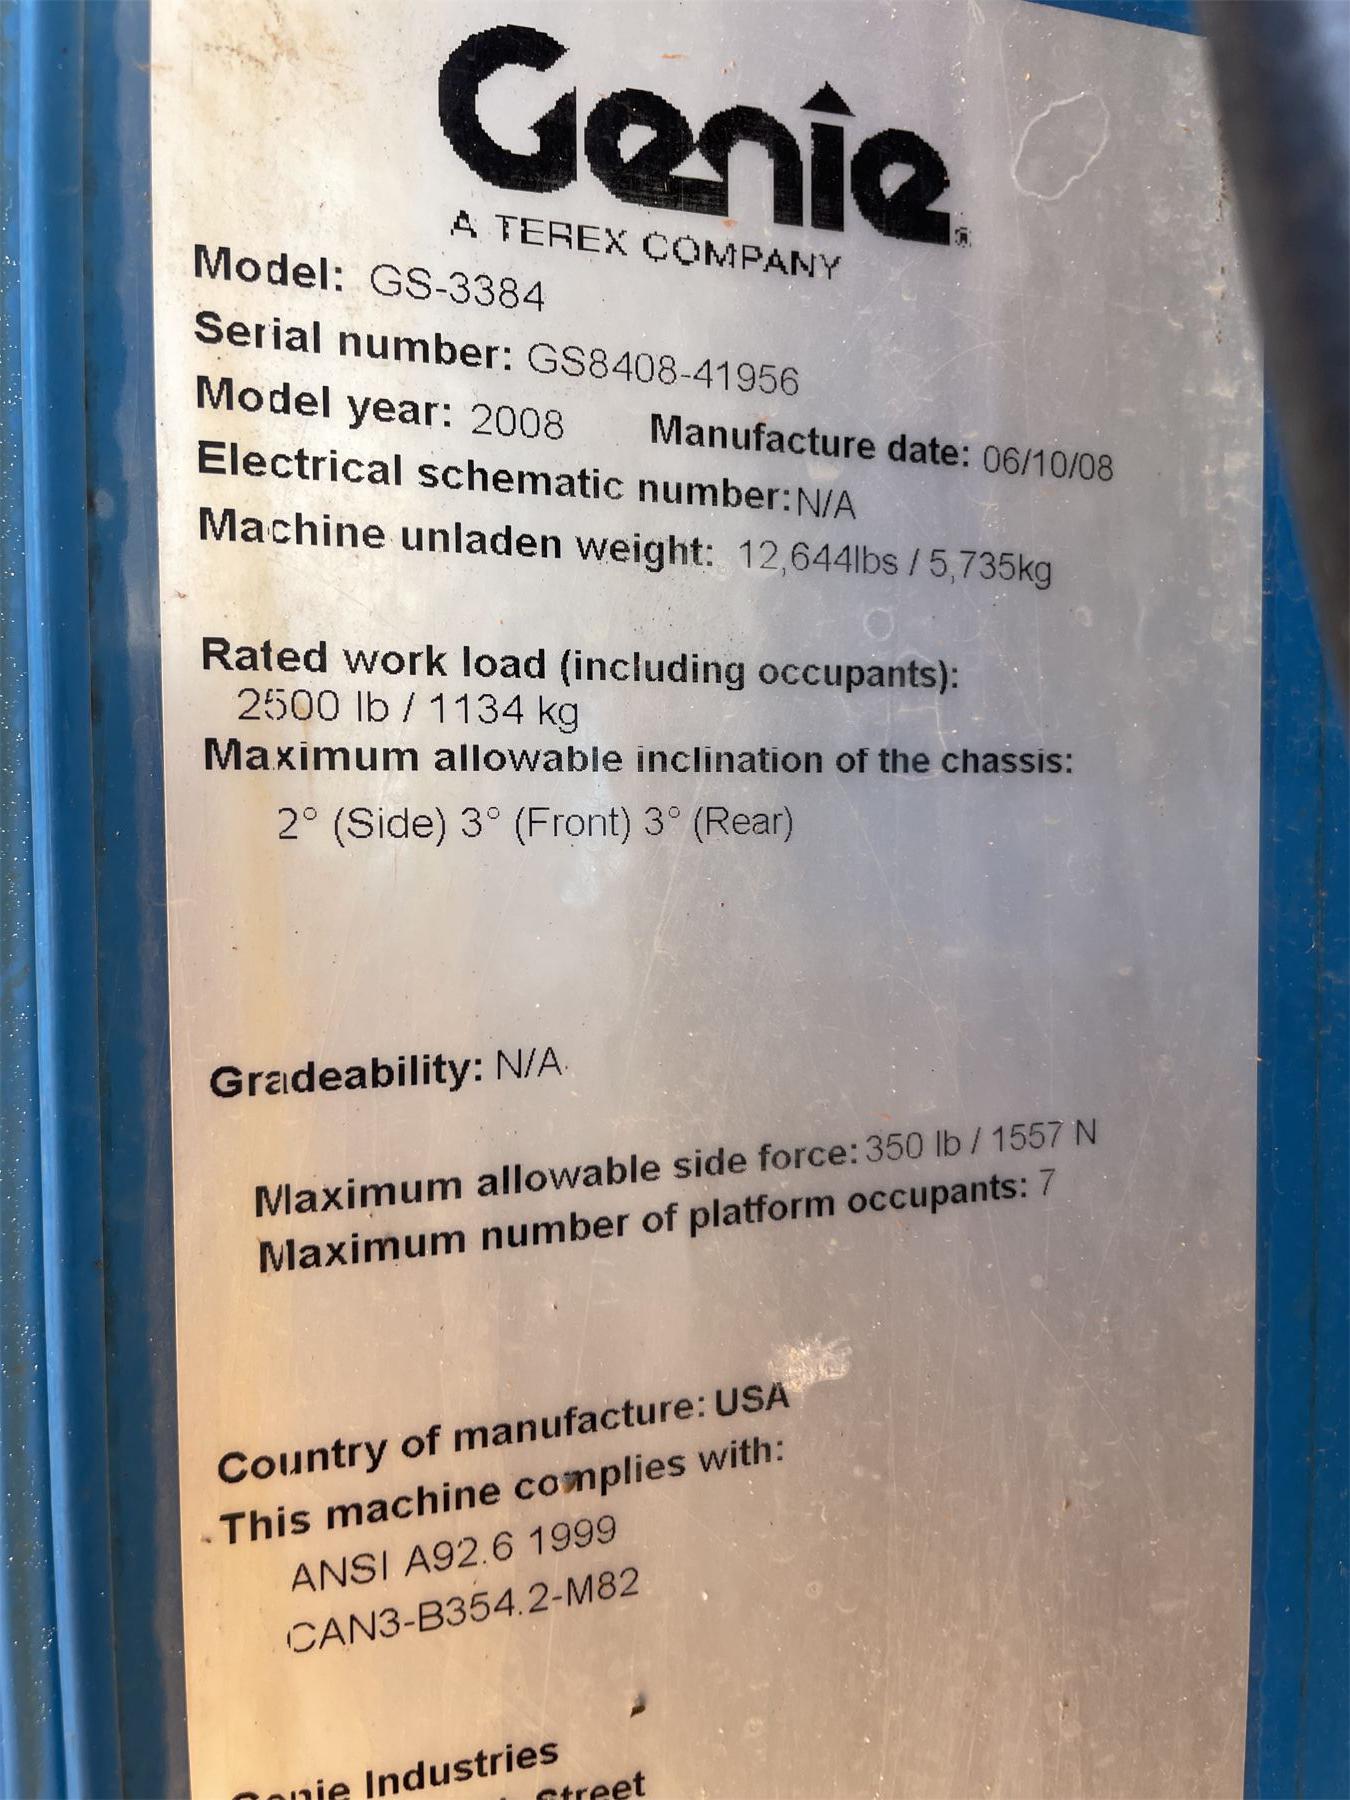 Genie®
A TEREX COMPANY
Model: GS-3384
Serial number: GS8408-41956
Model year: 2008 Manufacture date: 06/10/08
Electrical schematic number:N/A
Machine unladen weight: 12,644lbs / 5,735kg
Rated work load (including occupants):
2500 lb / 1134 kg
Maximum allowable inclination of the chassis:
2° (Side) 3° (Front) 3° (Rear)
Gradeability: N/A
Maximum allowable side force: 350 lb / 1557 N
Maximum number of platform occupants: 7
Country of manufacture: USA
This machine complies with:
ANSI A92.6 1999
CAN3-B354.2-M82
Genie Industries
Street